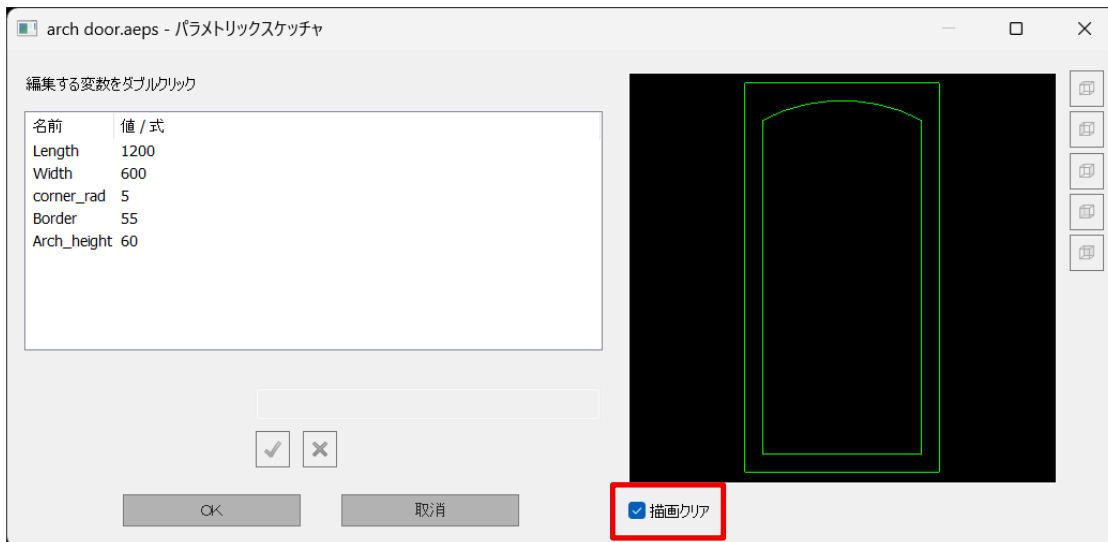 arch door.aeps - パラメトリックスケッチャ
編集する変数をダブルクリック
名前 値 / 式
Length 1200
Width 600
corner_rad 5
Border 55
Arch_height 60
OK 取消
描画クリア